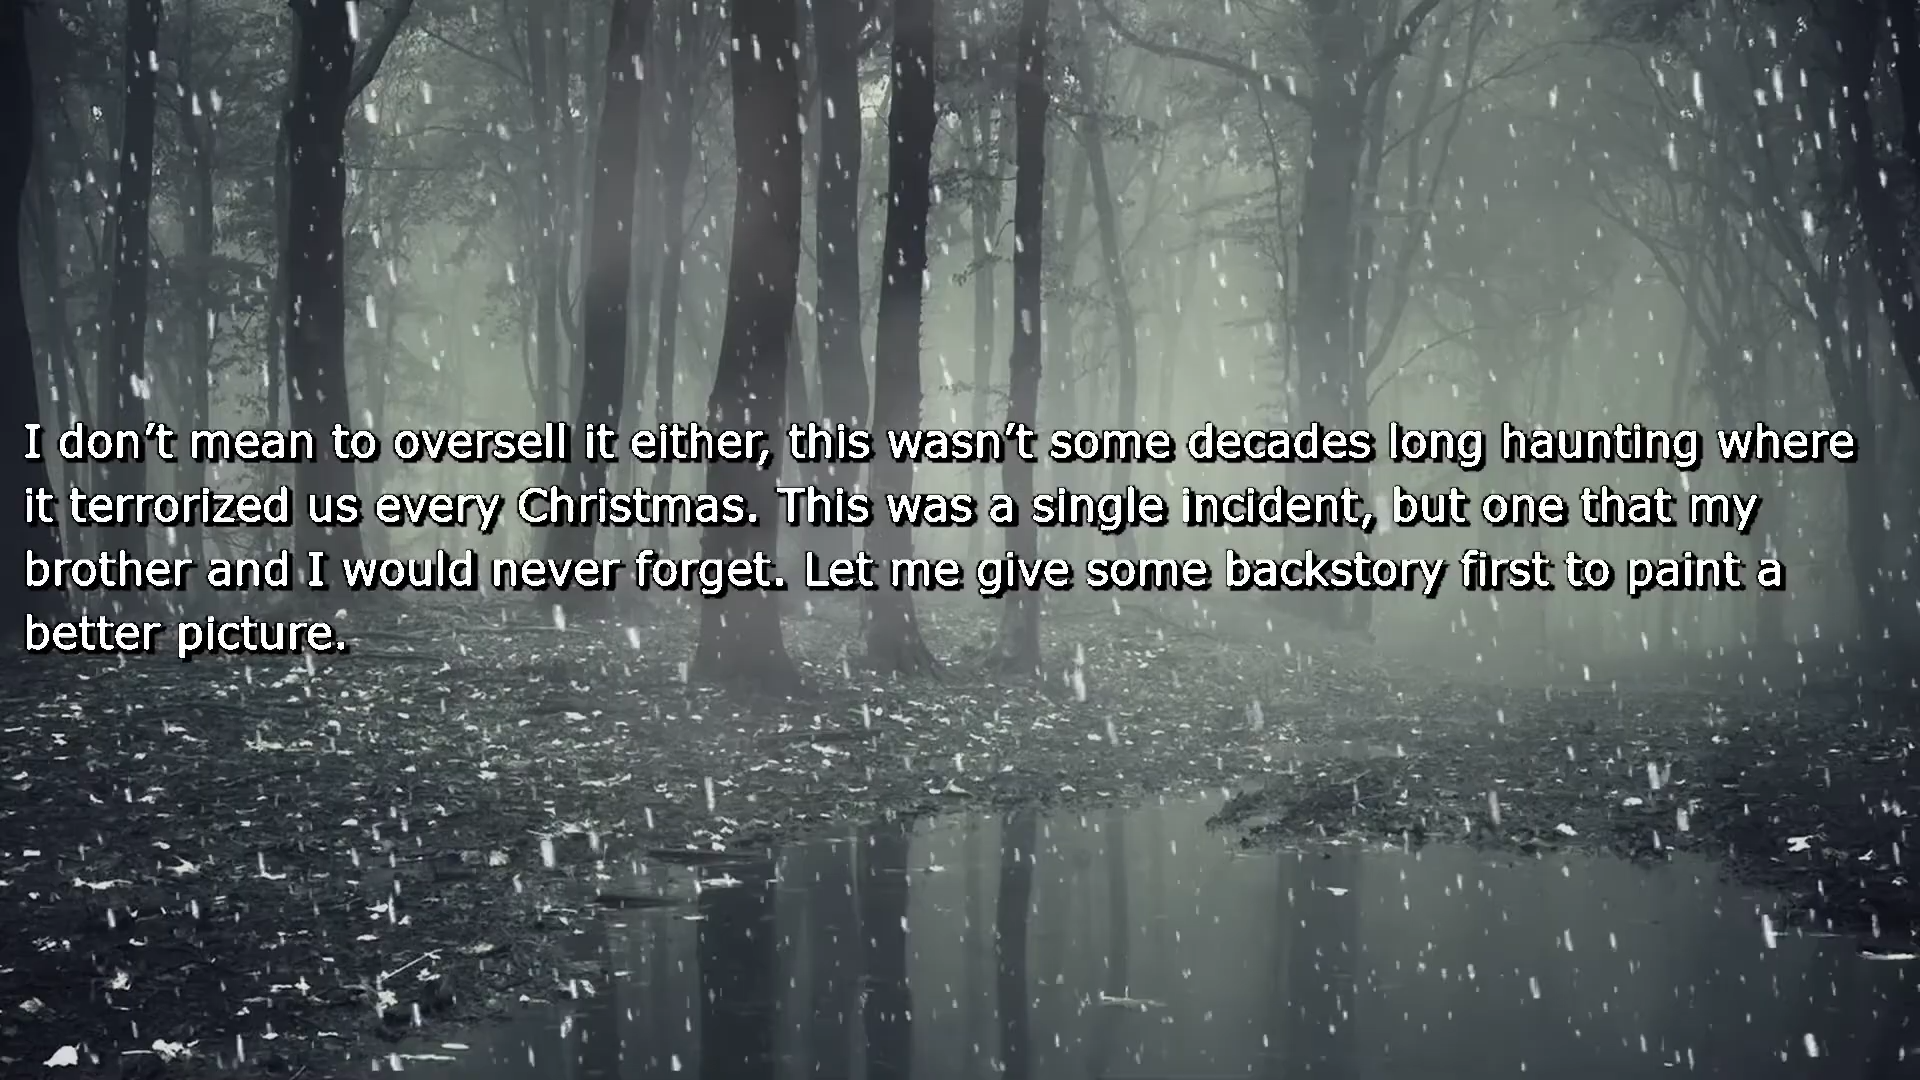 I don’t mean to oversell it either, this wasn’t some decades long haunting where
it terrorized us every Christmas. This was a single incident, but one that my
brother and I would never forget. Let me give some backstory first to paint a
better picture.